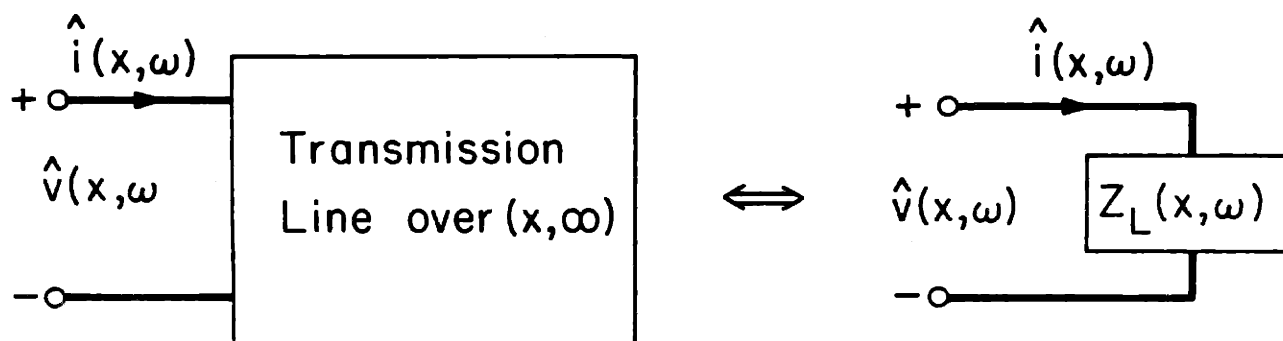 î(x,ω)
+
v̂(x,ω
-
Transmission
Line over (x,∞)
⇔
î(x,ω)
+
v̂(x,ω)
-
Z_L(x,ω)